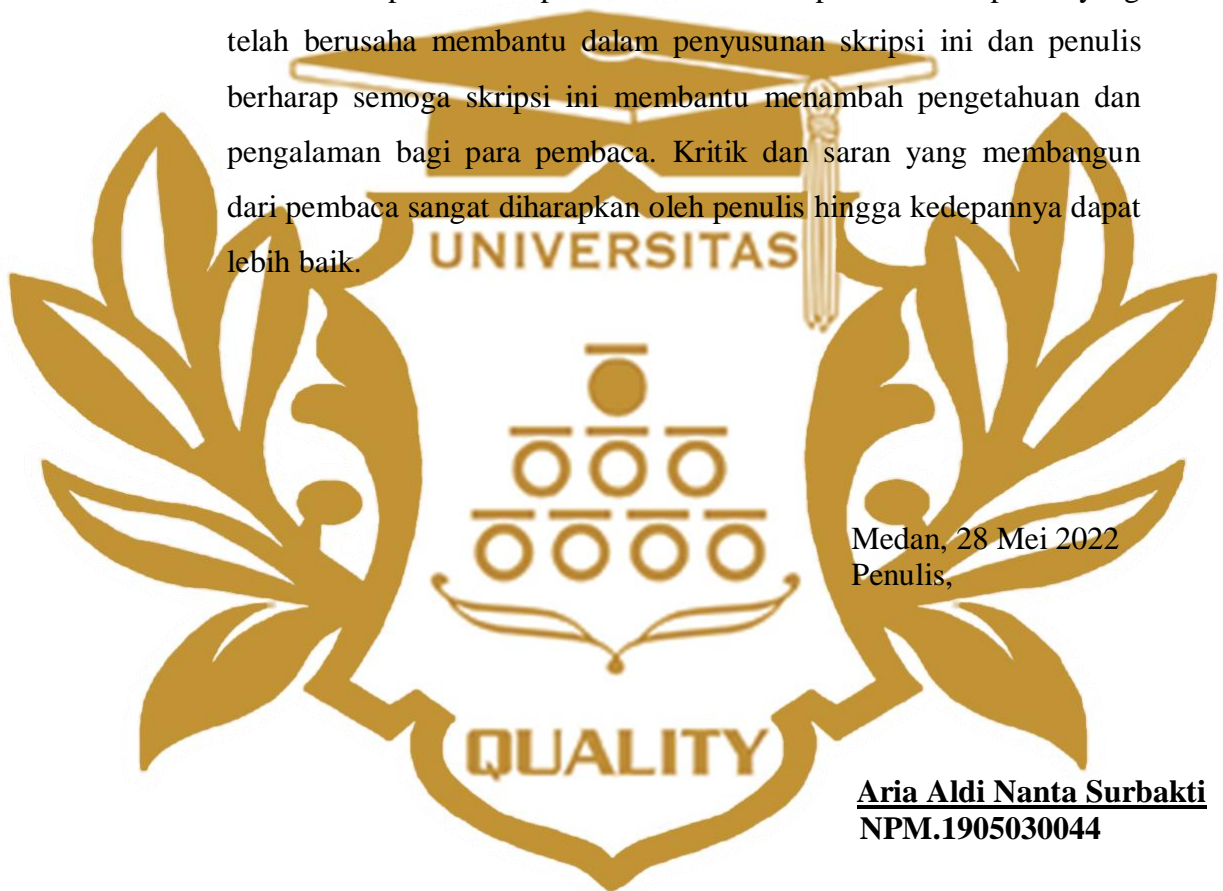 telah berusaha membantu dalam penyusunan skripsi ini dan penulis
berharap semoga skripsi ini membantu menambah pengetahuan dan
pengalaman bagi para pembaca. Kritik dan saran yang membangun
dari pembaca sangat diharapkan oleh penulis hingga kedepannya dapat
lebih baik.
UNIVERSITAS
Medan, 28 Mei 2022
Penulis,
QUALITY
Aria Aldi Nanta Surbakti
NPM.1905030044